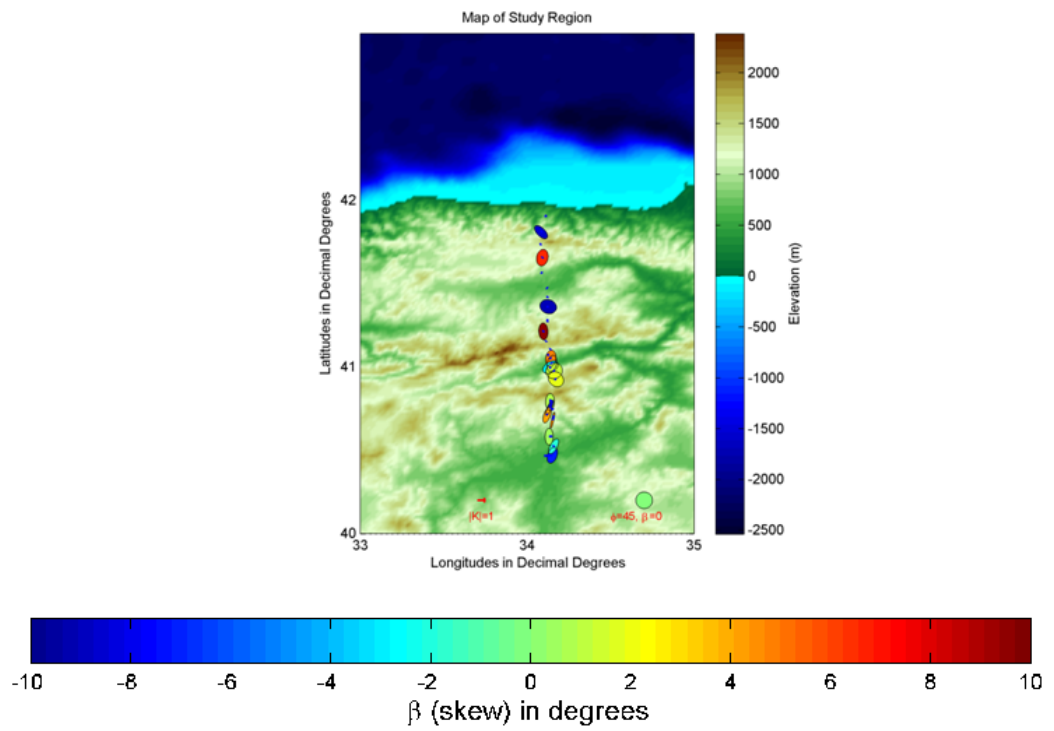 Map of Study Region
Latitudes in Decimal Degrees
42
41
40
33
34
35
Longitudes in Decimal Degrees
|K|=1
ϕ=45, β=0
2000
1500
1000
500
0
-500
-1000
-1500
-2000
-2500
Elevation (m)
-10 -8 -6 -4 -2 0 2 4 6 8 10
β (skew) in degrees